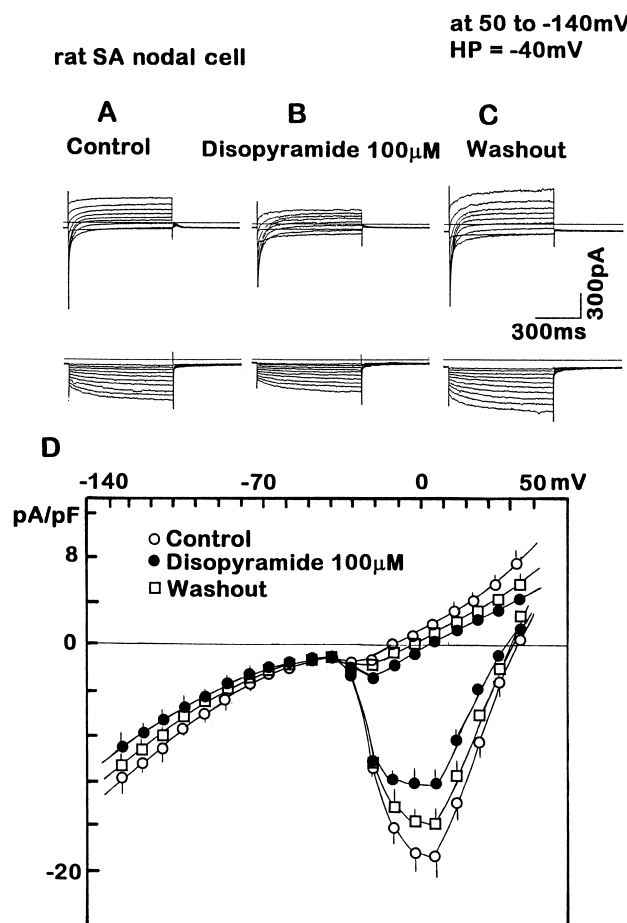 at 50 to -140mV
rat SA nodal cell
HP = -40mV
A
B
C
Control
Disopyramide 100μM
Washout
300pA
300ms
D
-140
-70
0
50 mV
pA/pF
Control
8
Disopyramide 100μM
Washout
0
-20